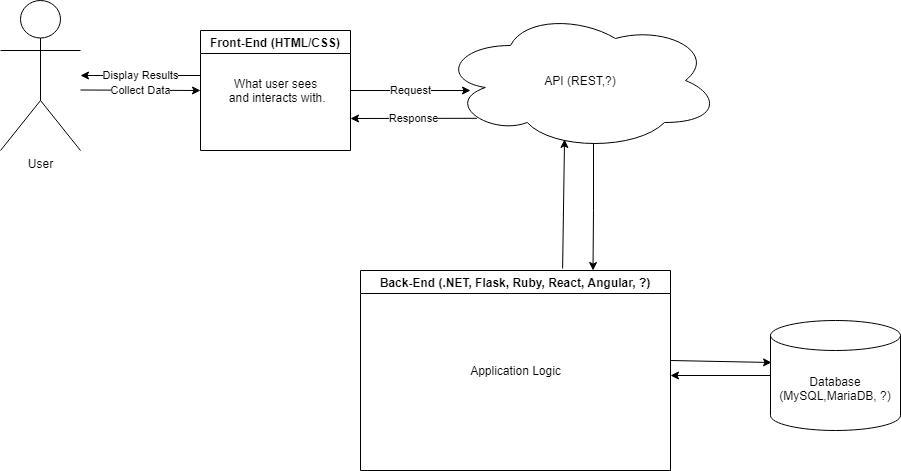 Front-End (HTML/CSS)
What user sees
and interacts with.
Display Results
Collect Data
User
Request
Response
API (REST,?)
Back-End (.NET, Flask, Ruby, React, Angular, ?)
Application Logic
Database
(MySQL,MariaDB, ?)